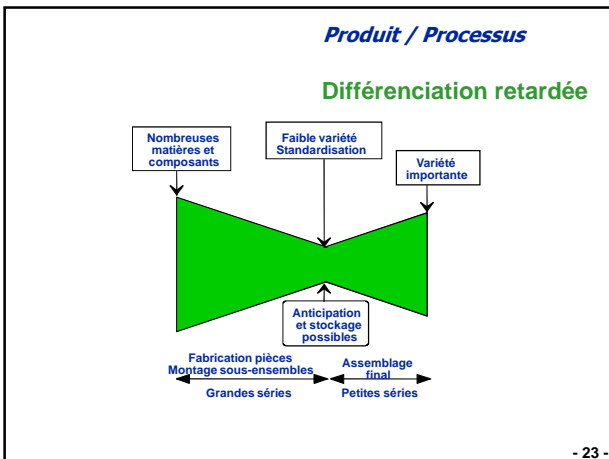 Produit / Processus
Différenciation retardée
Nombreuses
matières et
composants
Faible variété
Standardisation
Variété
importante
Anticipation
et stockage
possibles
Fabrication pièces
Montage sous-ensembles
Assemblage
final
Grandes séries
Petites séries
- 23 -